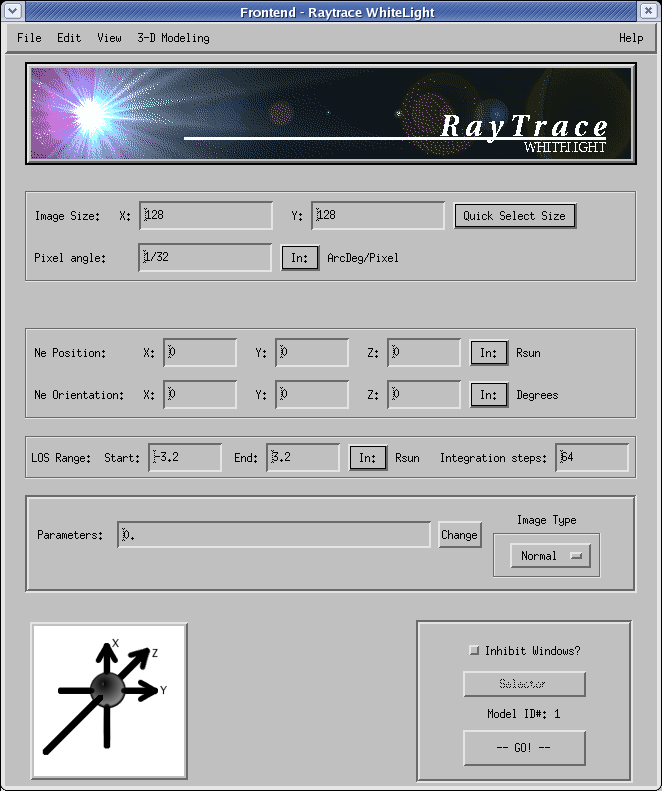 Frontend - Raytrace WhiteLight
File Edit View 3-D Modeling Help
RayTrace
WHITELIGHT
Image Size: X: 128 Y: 128 Quick Select Size
Pixel angle: 1/32 In: ArcDeg/Pixel
Ne Position: X: 0 Y: 0 Z: 0 In: Rsun
Ne Orientation: X: 0 Y: 0 Z: 0 In: Degrees
LOS Range: Start: -3.2 End: 3.2 In: Rsun Integration steps: 64
Image Type
Parameters: 0. Change
Normal
X
Z
Y
Inhibit Windows?
Selector
Model ID#: 1
-- GO! --